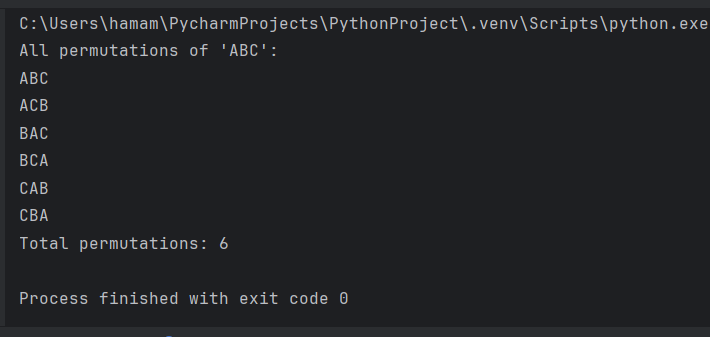 C:\Users\hamam\PycharmProjects\PythonProject\.venv\Scripts\python.exe
All permutations of 'ABC':
ABC
ACB
BAC
BCA
CAB
CBA
Total permutations: 6
Process finished with exit code 0